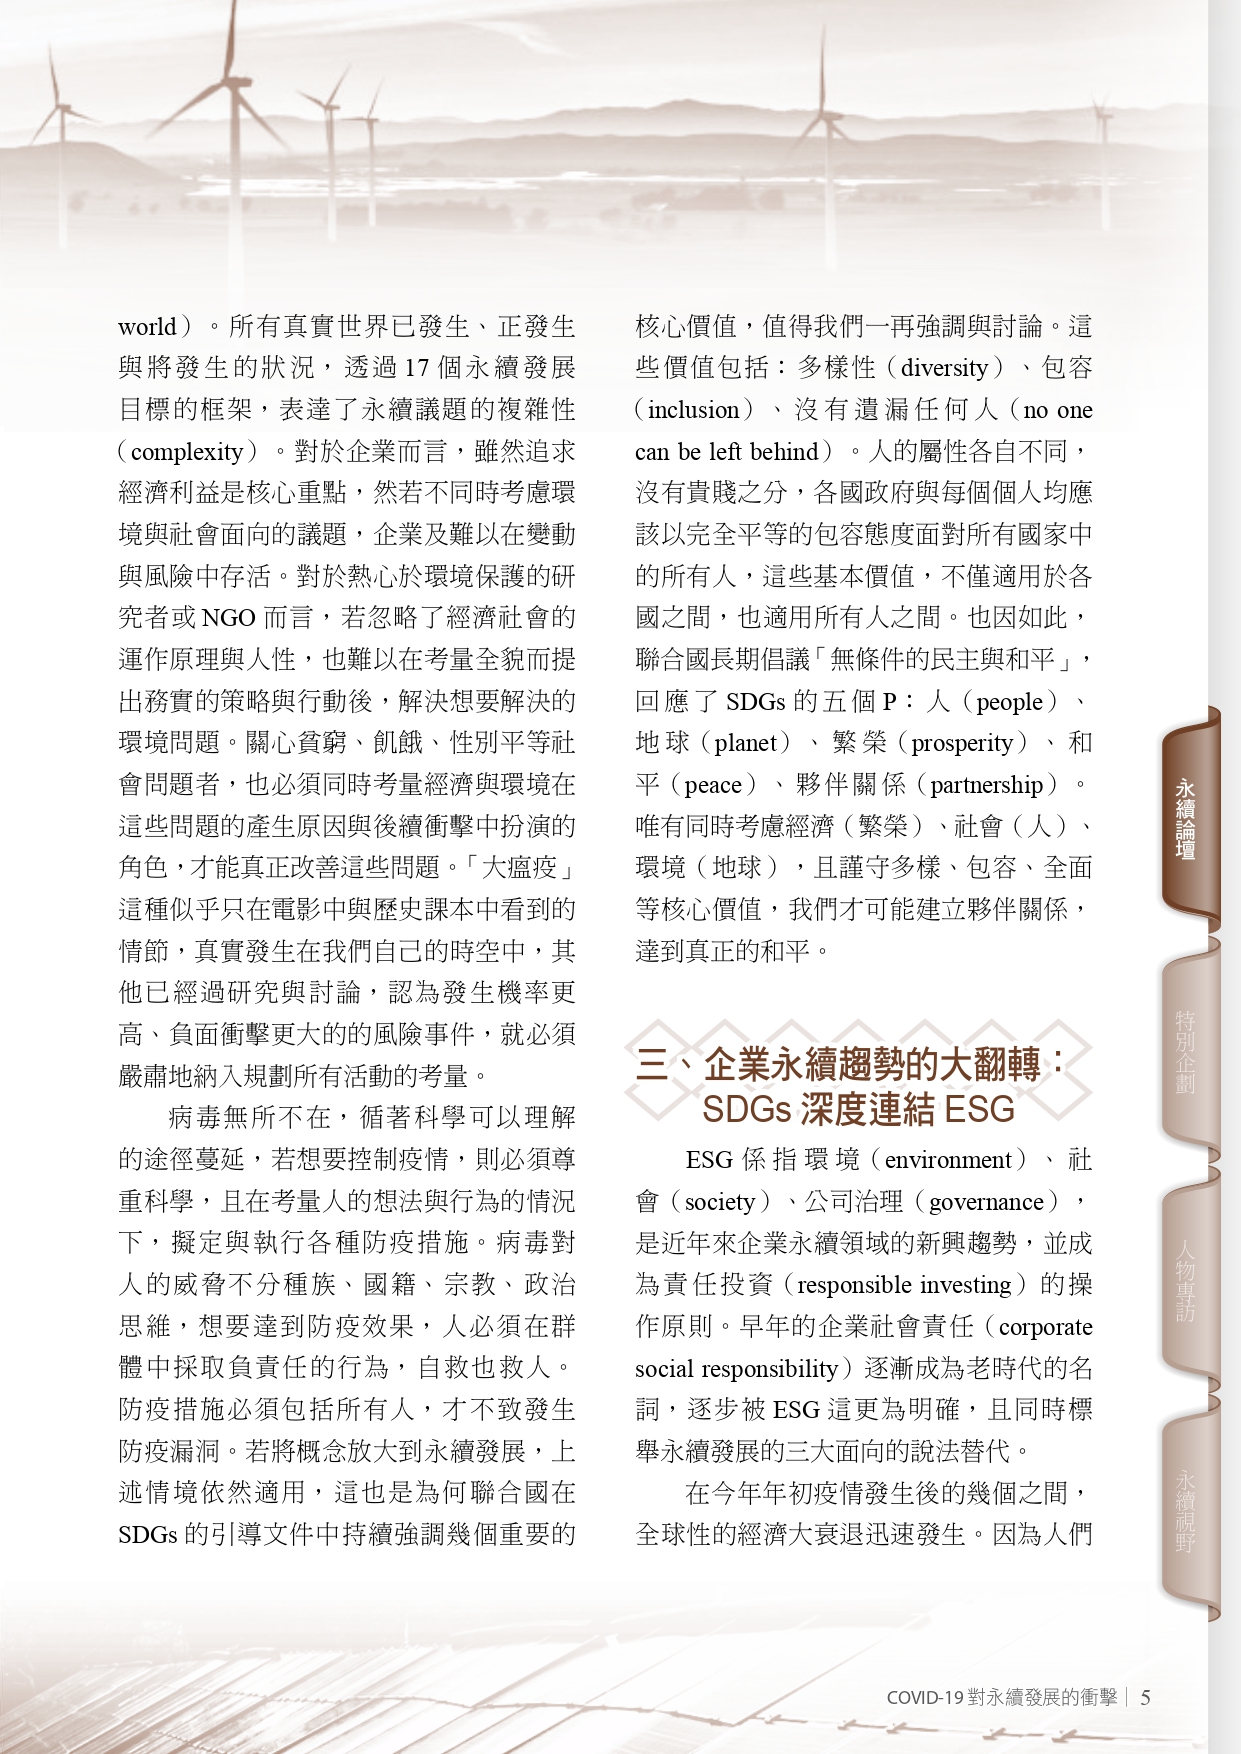 world）。所有真實世界已發生、正發生
與將發生的狀況，透過 17 個永續發展
目標的框架，表達了永續議題的複雜性
（complexity）。對於企業而言，雖然追求
經濟利益是核心重點，然若不同時考慮環
境與社會面向的議題，企業及難以在變動
與風險中存活。對於熱心於環境保護的研
究者或 NGO 而言，若忽略了經濟社會的
運作原理與人性，也難以在考量全貌而提
出務實的策略與行動後，解決想要解決的
環境問題。關心貧窮、飢餓、性別平等社
會問題者，也必須同時考量經濟與環境在
這些問題的產生原因與後續衝擊中扮演的
角色，才能真正改善這些問題。「大瘟疫」
這種似乎只在電影中與歷史課本中看到的
情節，真實發生在我們自己的時空中，其
他已經過研究與討論，認為發生機率更
高、負面衝擊更大的的風險事件，就必須
嚴肅地納入規劃所有活動的考量。
病毒無所不在，循著科學可以理解
的途徑蔓延，若想要控制疫情，則必須尊
重科學，且在考量人的想法與行為的情況
下，擬定與執行各種防疫措施。病毒對
人的威脅不分種族、國籍、宗教、政治
思維，想要達到防疫效果，人必須在群
體中採取負責任的行為，自救也救人。
防疫措施必須包括所有人，才不致發生
防疫漏洞。若將概念放大到永續發展，上
述情境依然適用，這也是為何聯合國在
SDGs 的引導文件中持續強調幾個重要的
核心價值，值得我們一再強調與討論。這
些價值包括：多樣性（diversity）、包容
（inclusion）、沒有遺漏任何人（no one
can be left behind）。人的屬性各自不同，
沒有貴賤之分，各國政府與每個個人均應
該以完全平等的包容態度面對所有國家中
的所有人，這些基本價值，不僅適用於各
國之間，也適用所有人之間。也因如此，
聯合國長期倡議「無條件的民主與和平」，
回應了 SDGs 的五個 P：人（people）、
地球（planet）、繁榮（prosperity）、和
平（peace）、夥伴關係（partnership）。
唯有同時考慮經濟（繁榮）、社會（人）、
環境（地球），且謹守多樣、包容、全面
等核心價值，我們才可能建立夥伴關係，
達到真正的和平。
三、企業永續趨勢的大翻轉：
SDGs 深度連結 ESG
ESG 係指環境（environment）、社
會（society）、公司治理（governance），
是近年來企業永續領域的新興趨勢，並成
為責任投資（responsible investing）的操
作原則。早年的企業社會責任（corporate
social responsibility）逐漸成為老時代的名
詞，逐步被 ESG 這更為明確，且同時標
舉永續發展的三大面向的說法替代。
在今年年初疫情發生後的幾個之間，
全球性的經濟大衰退迅速發生。因為人們
永續論壇
特別企劃
人物專訪
永續視野
COVID-19 對永續發展的衝擊｜ 5